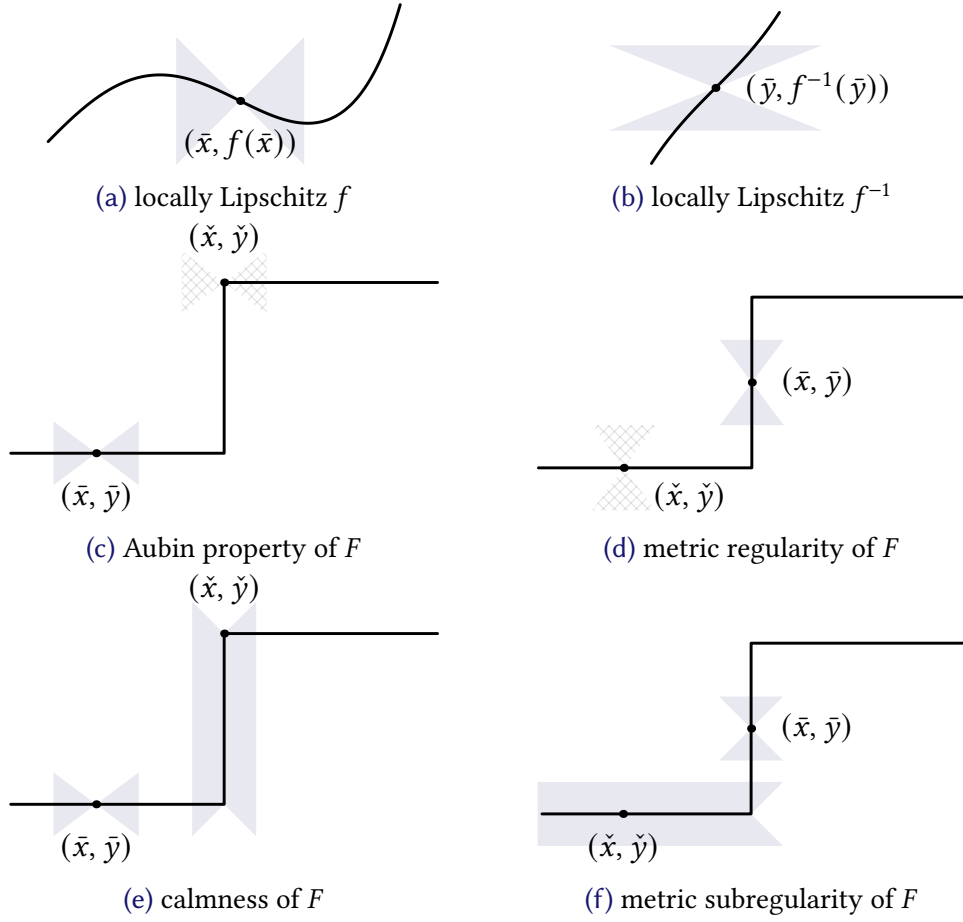 (x̄, f(x̄))
(a) locally Lipschitz f
(ȳ, f⁻¹(ȳ))
(b) locally Lipschitz f⁻¹
(x̌, y̌)
(x̄, ȳ)
(c) Aubin property of F
(x̄, ȳ)
(x̌, y̌)
(d) metric regularity of F
(x̌, y̌)
(x̄, ȳ)
(e) calmness of F
(x̄, ȳ)
(x̌, y̌)
(f) metric subregularity of F